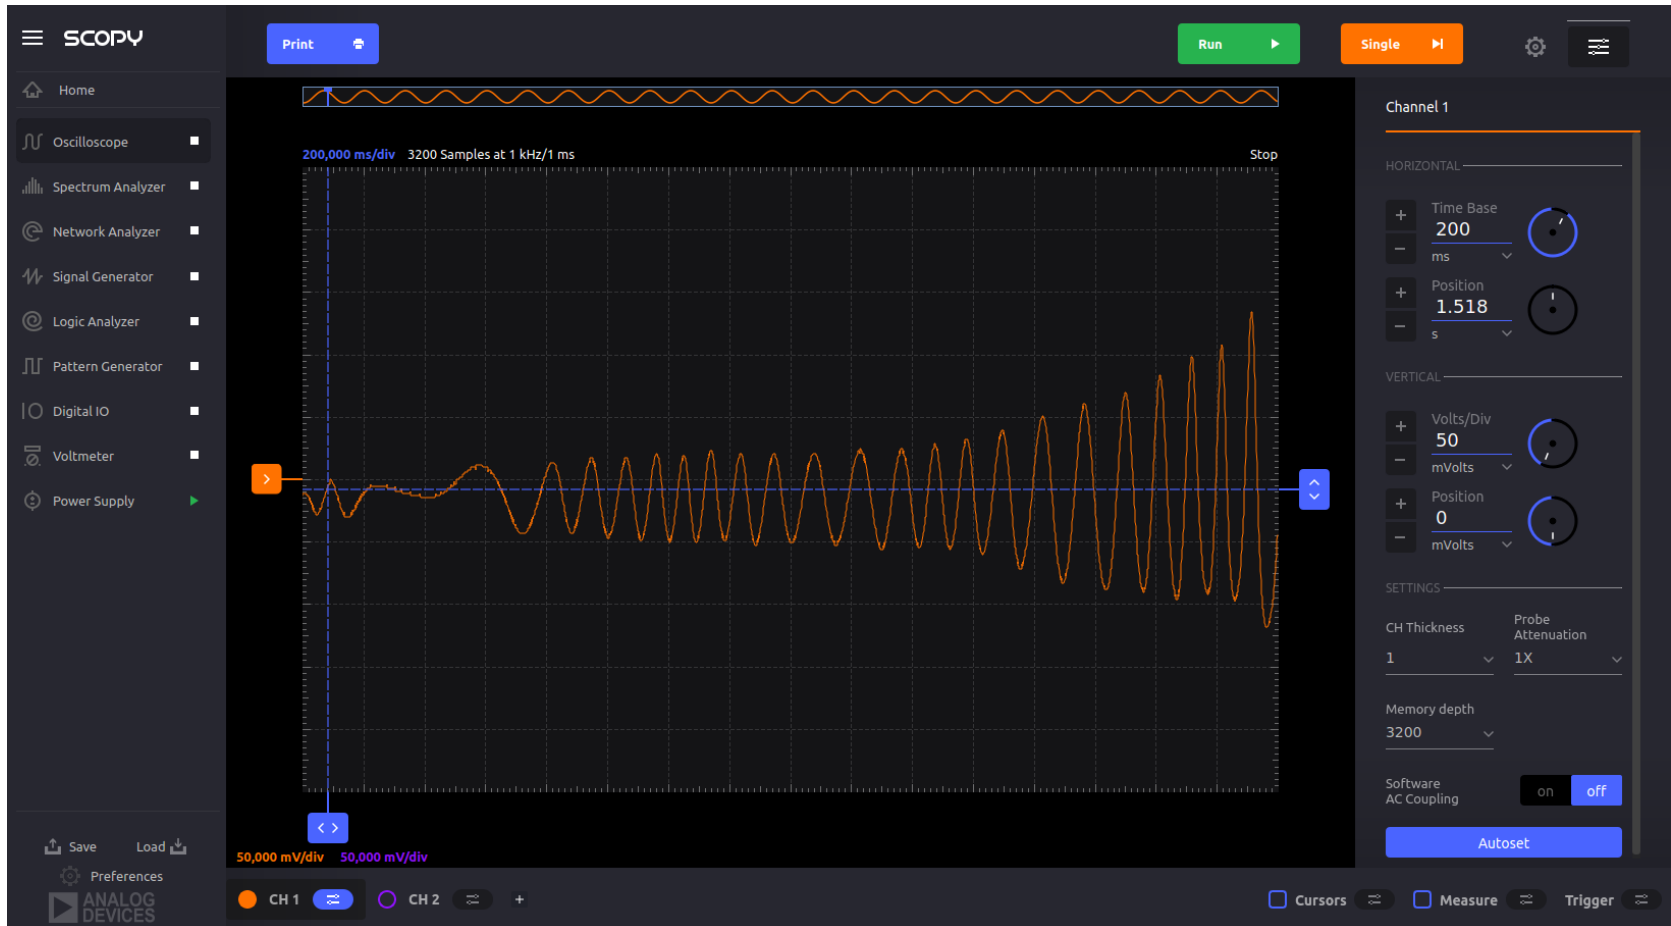 SCOPY
Print
Run
Single
Home
Oscilloscope
Spectrum Analyzer
Network Analyzer
Signal Generator
Logic Analyzer
Pattern Generator
Digital IO
Voltmeter
Power Supply
Save
Load
Preferences
ANALOG
DEVICES
200,000 ms/div 3200 Samples at 1 kHz/1 ms
Stop
50,000 mV/div 50,000 mV/div
CH 1
CH 2
+
Cursors
Measure
Trigger
Channel 1
HORIZONTAL
Time Base
+ 200
- ms
Position
+ 1.518
- s
VERTICAL
Volts/Div
+ 50
- mVolts
Position
+ 0
- mVolts
SETTINGS
CH Thickness
1
Probe
Attenuation
1X
Memory depth
3200
Software
AC Coupling
on off
Autoset